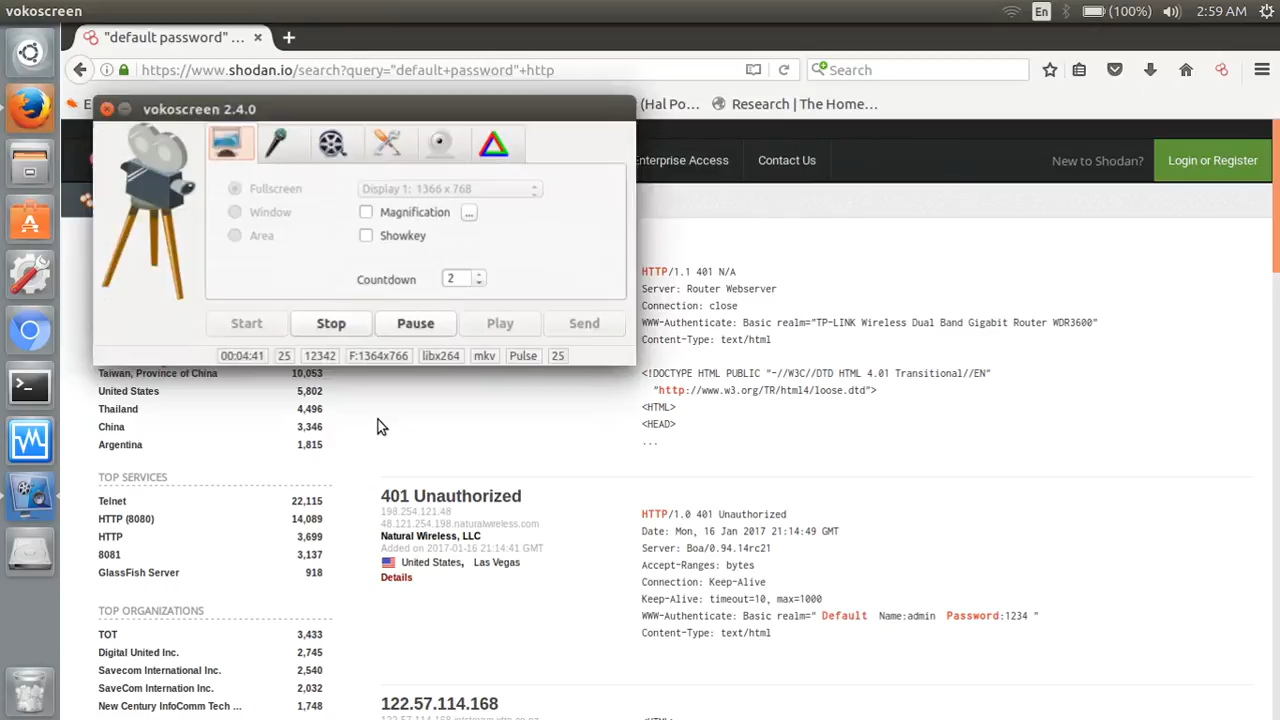 vokoscreen
En
(100%)
2:59 AM
"default password"...
https://www.shodan.io/search?query="default+password"+http
Search
(Hal Po...
Research | The Home...
vokoscreen 2.4.0
Fullscreen
Display 1: 1366 x 768
Window
Magnification
...
Area
Showkey
Countdown
2
Start
Stop
Pause
Play
Send
00:04:41
25
12342
F:1364x766
libx264
mkv
Pulse
25
Enterprise Access
Contact Us
New to Shodan?
Login or Register
Taiwan, Province of China 10,053
United States 5,802
Thailand 4,496
China 3,346
Argentina 1,815
TOP SERVICES
Telnet 22,115
HTTP (8080) 14,089
HTTP 3,699
8081 3,137
GlassFish Server 918
TOP ORGANIZATIONS
TOT 3,433
Digital United Inc. 2,745
Savecom International Inc. 2,540
SaveCom Internation Inc. 2,032
New Century InfoComm Tech ... 1,748
HTTP/1.1 401 N/A
Server: Router Webserver
Connection: close
WWW-Authenticate: Basic realm="TP-LINK Wireless Dual Band Gigabit Router WDR3600"
Content-Type: text/html
<!DOCTYPE HTML PUBLIC "-//W3C//DTD HTML 4.01 Transitional//EN"
"http://www.w3.org/TR/html4/loose.dtd">
<HTML>
<HEAD>
...
401 Unauthorized
198.254.121.48
48.121.254.198.naturalwireless.com
Natural Wireless, LLC
Added on 2017-01-16 21:14:41 GMT
United States, Las Vegas
Details
HTTP/1.0 401 Unauthorized
Date: Mon, 16 Jan 2017 21:14:49 GMT
Server: Boa/0.94.14rc21
Accept-Ranges: bytes
Connection: Keep-Alive
Keep-Alive: timeout=10, max=1000
WWW-Authenticate: Basic realm=" Default Name:admin Password:1234 "
Content-Type: text/html
122.57.114.168
<HTML>